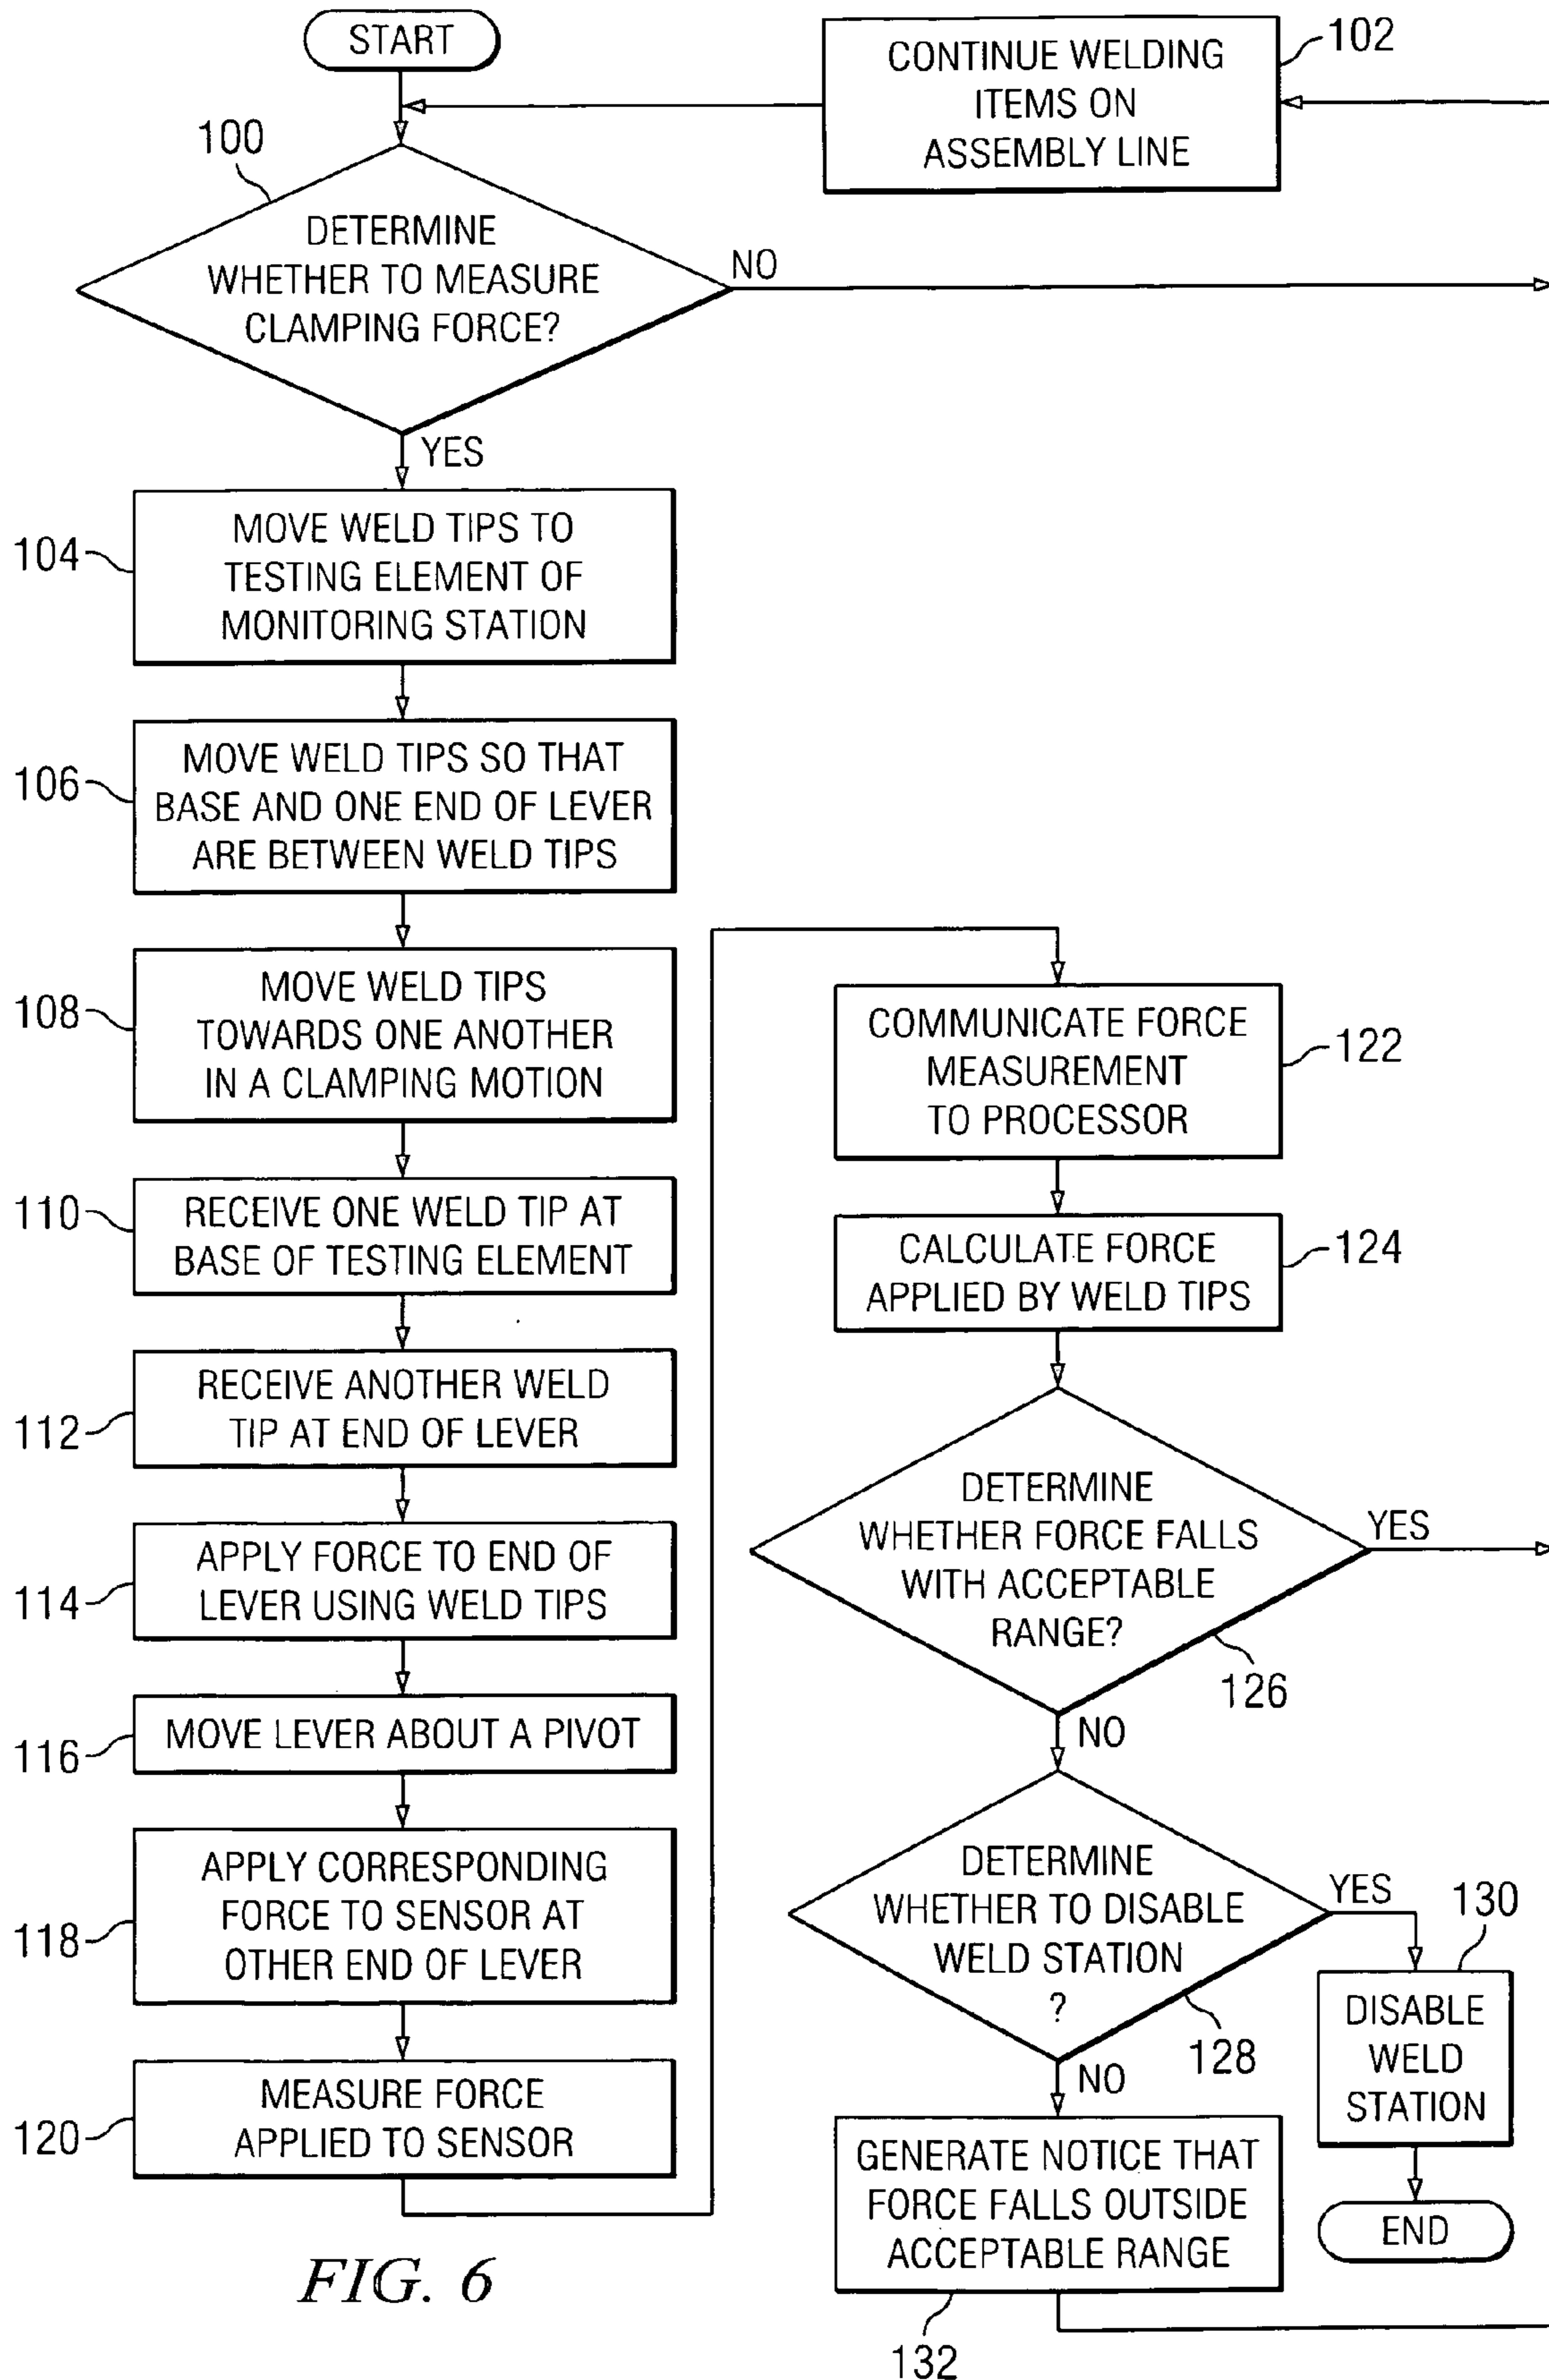 START
CONTINUE WELDING
ITEMS ON
ASSEMBLY LINE
102
100
DETERMINE
WHETHER TO MEASURE
CLAMPING FORCE?
NO
YES
104
MOVE WELD TIPS TO
TESTING ELEMENT OF
MONITORING STATION
106
MOVE WELD TIPS SO THAT
BASE AND ONE END OF LEVER
ARE BETWEEN WELD TIPS
108
MOVE WELD TIPS
TOWARDS ONE ANOTHER
IN A CLAMPING MOTION
110
RECEIVE ONE WELD TIP AT
BASE OF TESTING ELEMENT
112
RECEIVE ANOTHER WELD
TIP AT END OF LEVER
114
APPLY FORCE TO END OF
LEVER USING WELD TIPS
116
MOVE LEVER ABOUT A PIVOT
118
APPLY CORRESPONDING
FORCE TO SENSOR AT
OTHER END OF LEVER
120
MEASURE FORCE
APPLIED TO SENSOR
COMMUNICATE FORCE
MEASUREMENT
TO PROCESSOR
122
CALCULATE FORCE
APPLIED BY WELD TIPS
124
DETERMINE
WHETHER FORCE FALLS
WITH ACCEPTABLE
RANGE?
YES
126
NO
DETERMINE
WHETHER TO DISABLE
WELD STATION
?
YES
128
NO
130
DISABLE
WELD
STATION
END
GENERATE NOTICE THAT
FORCE FALLS OUTSIDE
ACCEPTABLE RANGE
132
FIG. 6